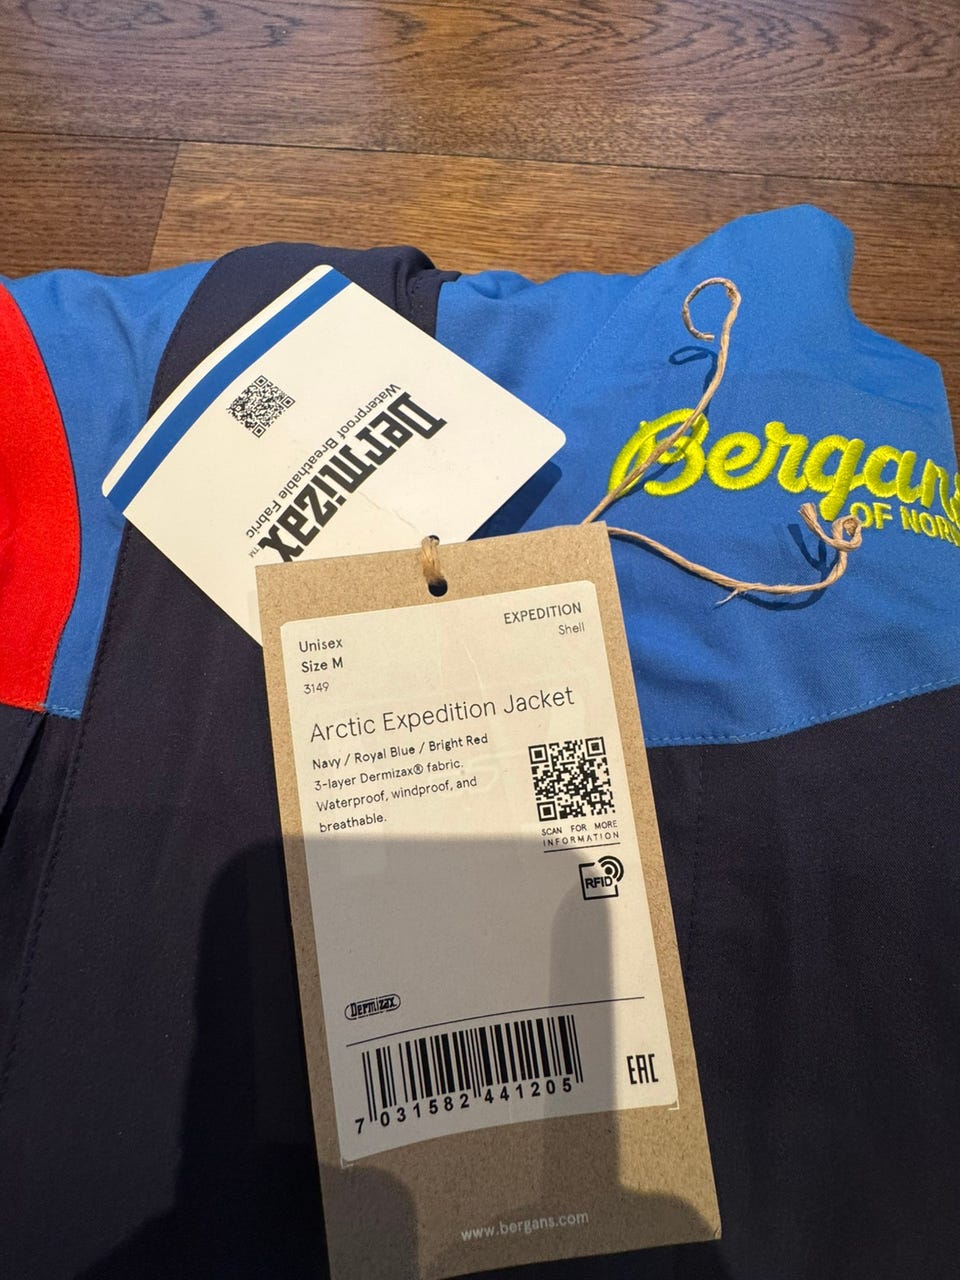 Dermizax™
Waterproof Breathable Fabric
Bergans
OF NOR
Unisex
Size M
3149
EXPEDITION
Shell
Arctic Expedition Jacket
Navy / Royal Blue / Bright Red
3-layer Dermizax® fabric.
Waterproof, windproof, and
breathable.
SCAN FOR MORE
INFORMATION
RFID
Dermizax
7 031582 441205
EAC
www.bergans.com